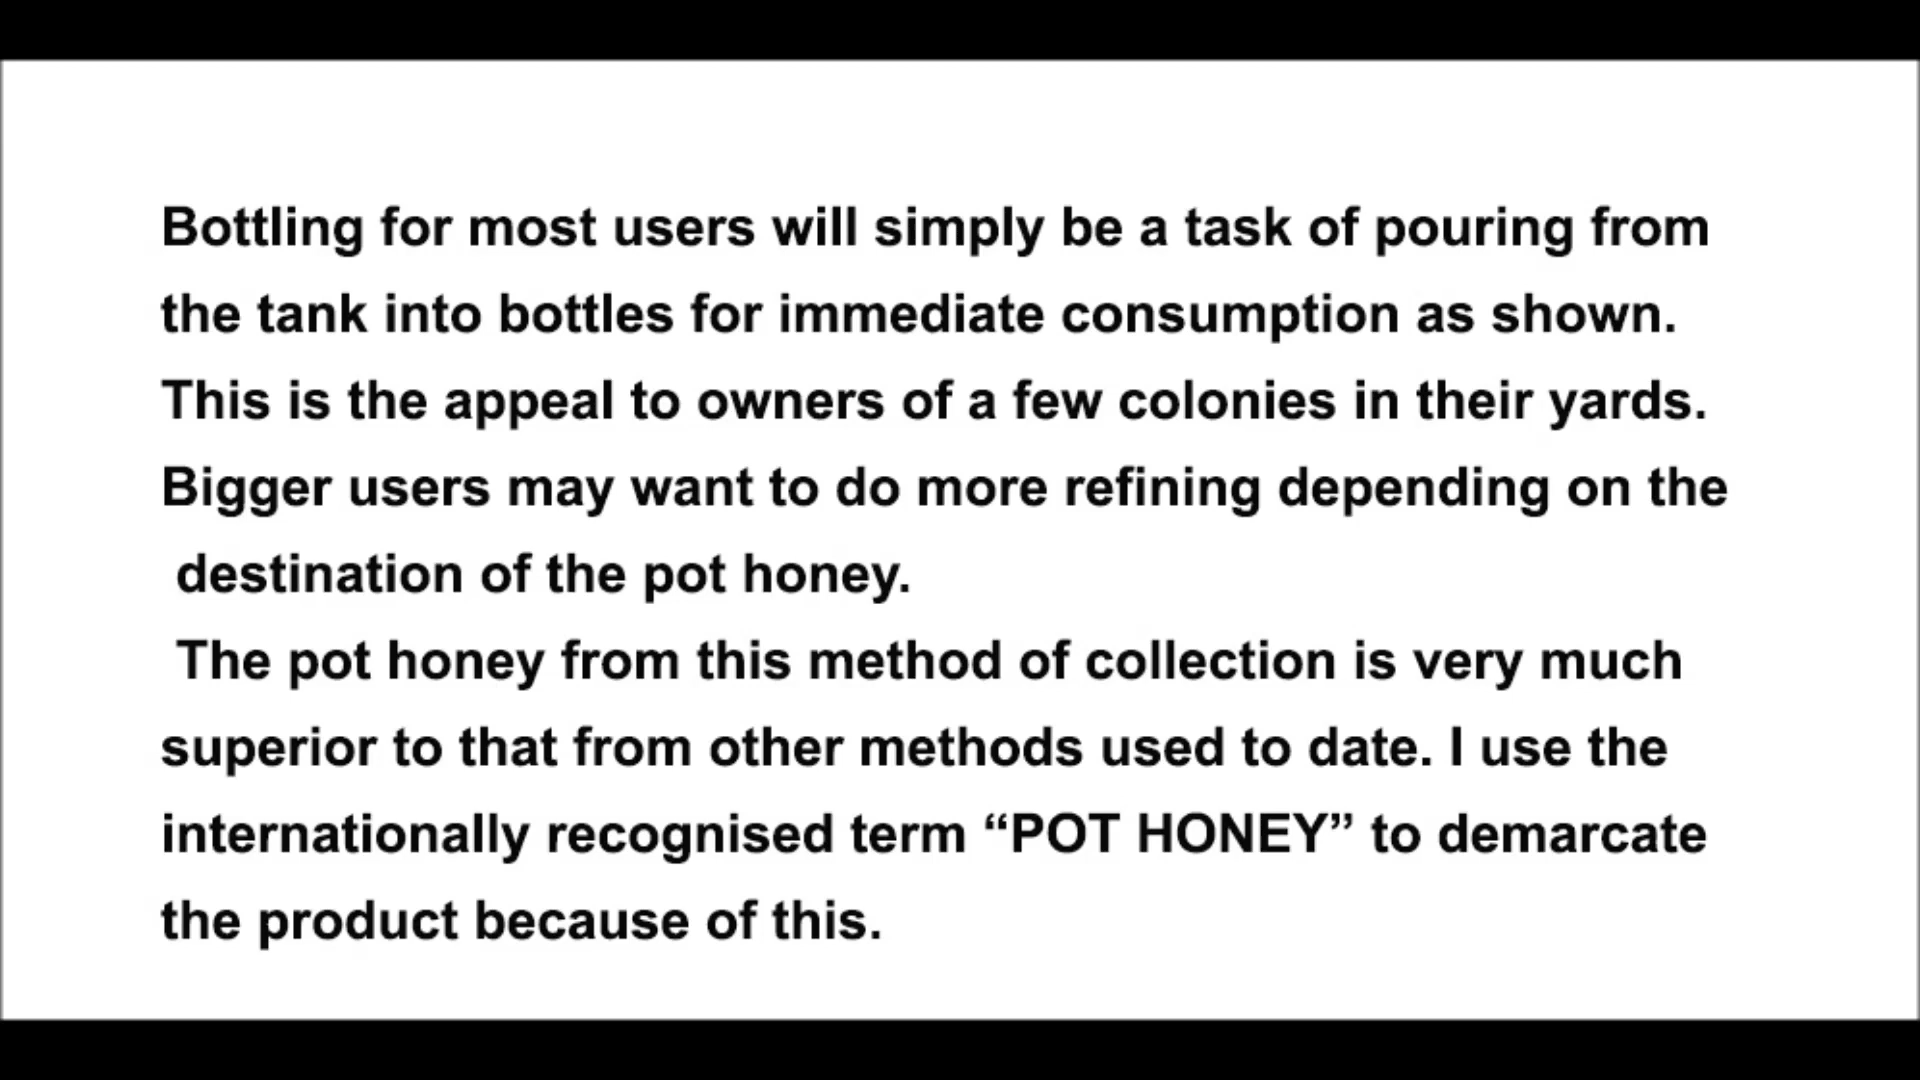 Bottling for most users will simply be a task of pouring from
the tank into bottles for immediate consumption as shown.
This is the appeal to owners of a few colonies in their yards.
Bigger users may want to do more refining depending on the
destination of the pot honey.
The pot honey from this method of collection is very much
superior to that from other methods used to date. I use the
internationally recognised term “POT HONEY” to demarcate
the product because of this.